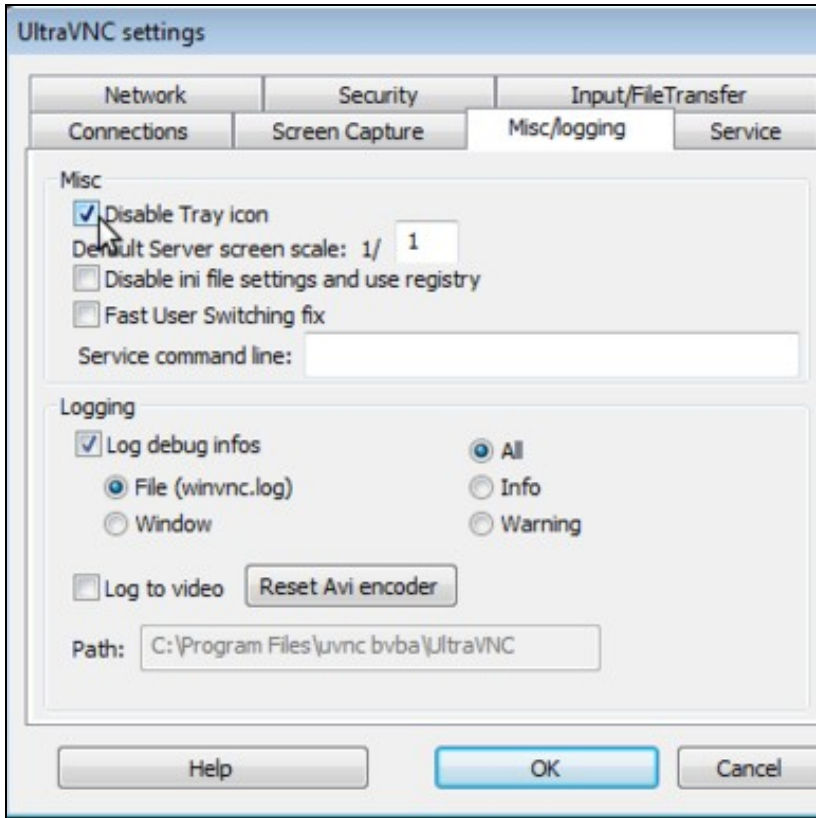 UltraVNC settings
Network Security Input/FileTransfer
Connections Screen Capture Misc/logging Service
Misc
Disable Tray icon
Default Server screen scale: 1/ 1
Disable ini file settings and use registry
Fast User Switching fix
Service command line:
Logging
Log debug infos All
File (winvnc.log) Info
Window Warning
Log to video Reset Avi encoder
Path: C:\Program Files\uvnc bvba\UltraVNC
Help OK Cancel